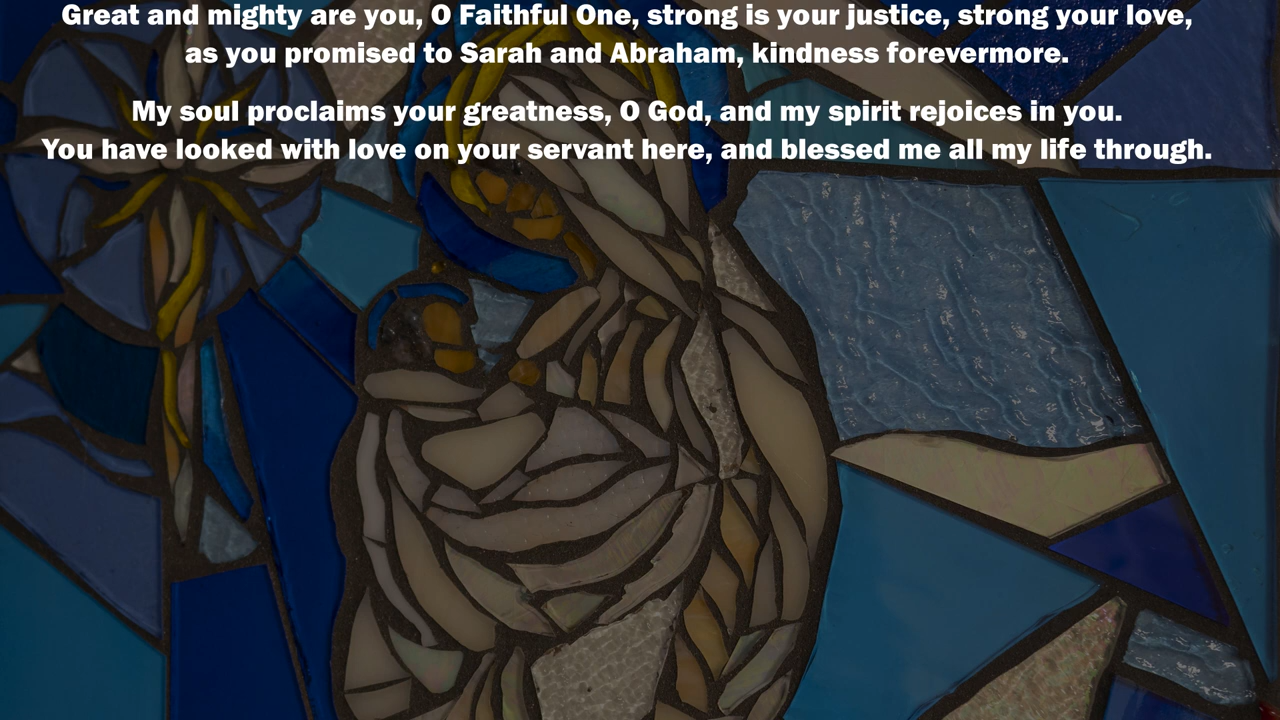 Great and mighty are you, O Faithful One, strong is your justice, strong your love,
as you promised to Sarah and Abraham, kindness forevermore.
My soul proclaims your greatness, O God, and my spirit rejoices in you.
You have looked with love on your servant here, and blessed me all my life through.